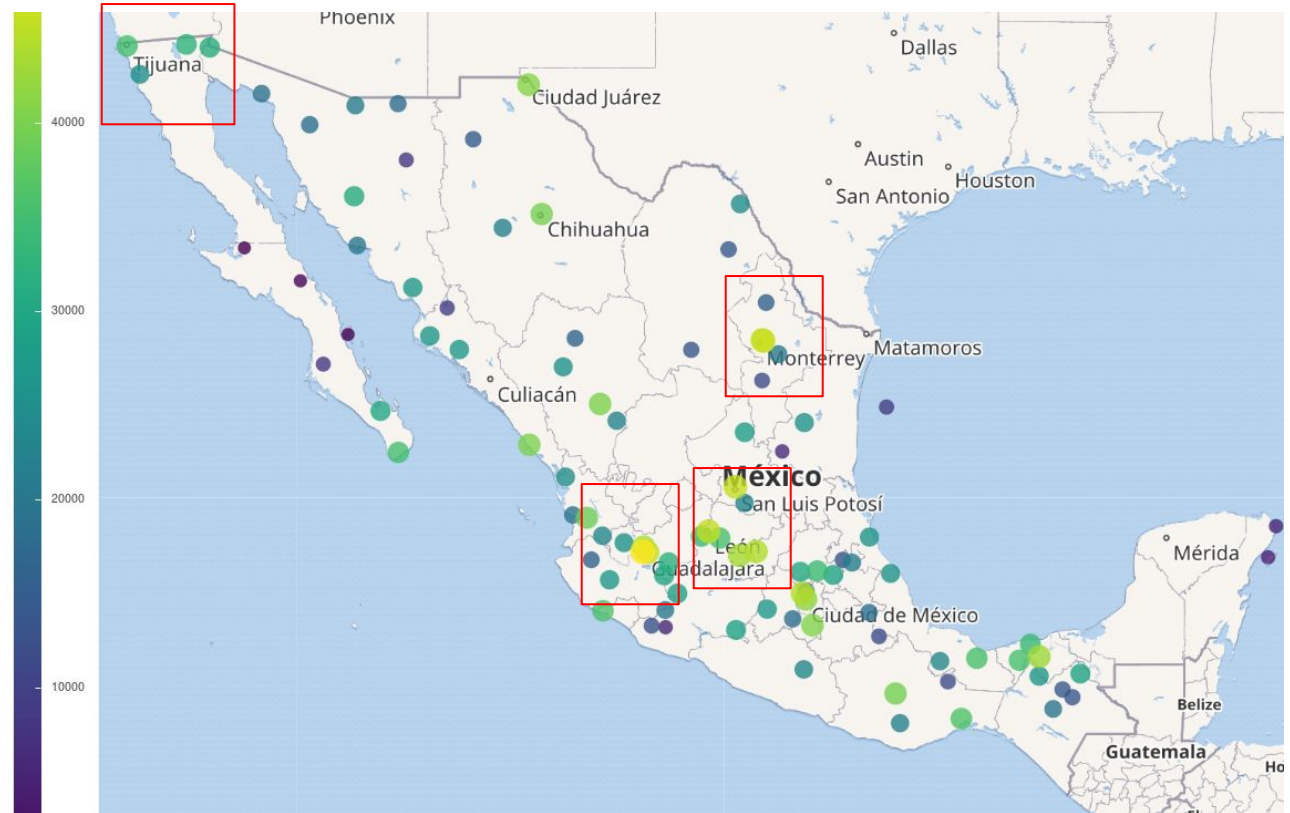 Phoenix
Dallas
Tijuana
Ciudad Juárez
40000
Austin
Houston
San Antonio
Chihuahua
30000
Matamoros
Monterrey
Culiacán
México
20000
San Luis Potosí
León
Mérida
Guadalajara
Ciudad de México
10000
Belize
Guatemala
Ho